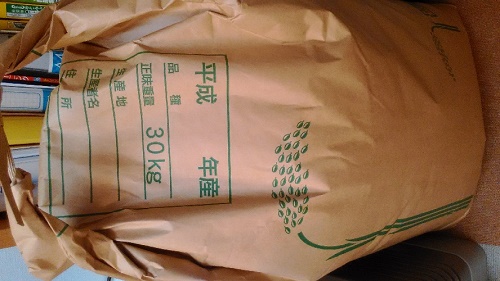 平成 年産
品種
正味重量 30kg
生産地
生産者名
住所